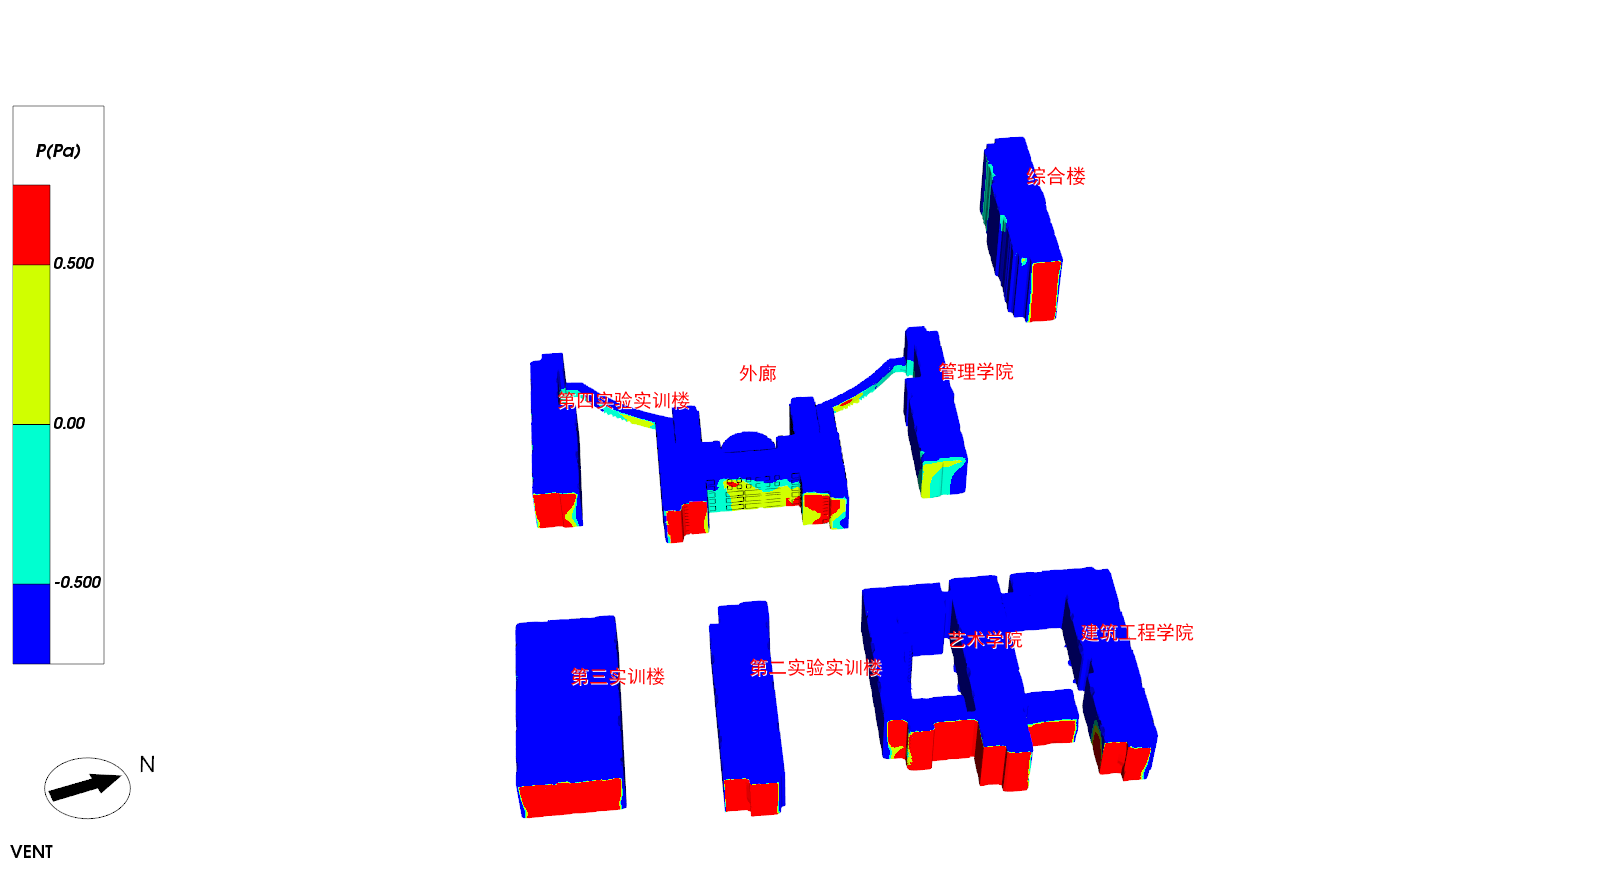 P(Pa)
0.500
0.00
-0.500
综合楼
外廊
管理学院
第四实验实训楼
艺术学院
建筑工程学院
第三实训楼
第二实验实训楼
N
VENT